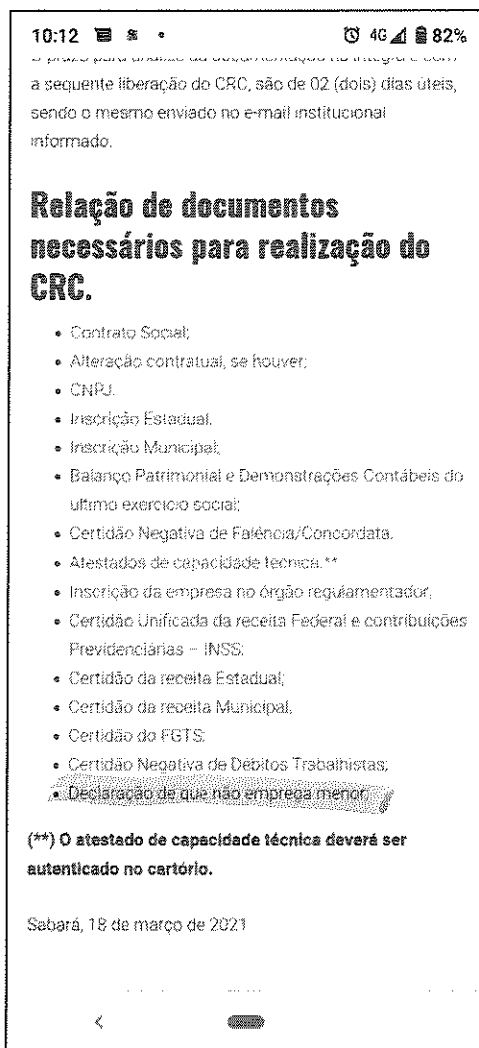 10:12
4G 82%
a sequente liberação do CRC, são de 02 (dois) dias úteis,
sendo o mesmo enviado no e-mail institucional
informado.
Relação de documentos
necessários para realização do
CRC.
• Contrato Social;
• Alteração contratual, se houver;
• CNPJ.
• Inscrição Estadual.
• Inscrição Municipal;
• Balanço Patrimonial e Demonstrações Contábeis do
ultimo exercício social;
• Certidão Negativa de Falência/Concordata.
• Atestados de capacidade técnica.**
• Inscrição da empresa no órgão regulamentador;
• Certidão Unificada da receita Federal e contribuições
Previdenciárias – INSS;
• Certidão da receita Estadual;
• Certidão da receita Municipal.
• Certidão do FGTS;
• Certidão Negativa de Débitos Trabalhistas;
• Declaração de que não emprega menor;
(**) O atestado de capacidade técnica deverá ser
autenticado no cartório.
Sabará, 18 de março de 2021